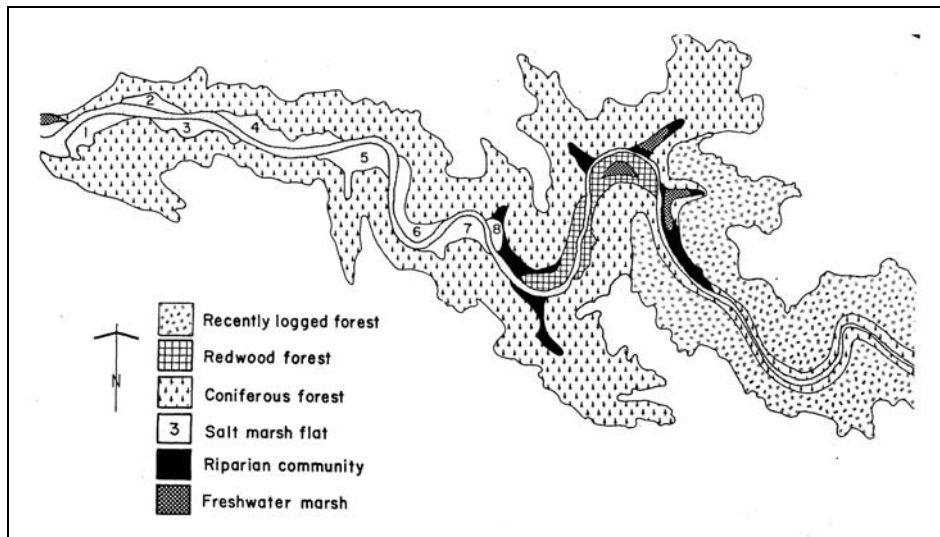 2
1
3
4
5
6
7
8
N
Recently logged forest
Redwood forest
Coniferous forest
3 Salt marsh flat
Riparian community
Freshwater marsh